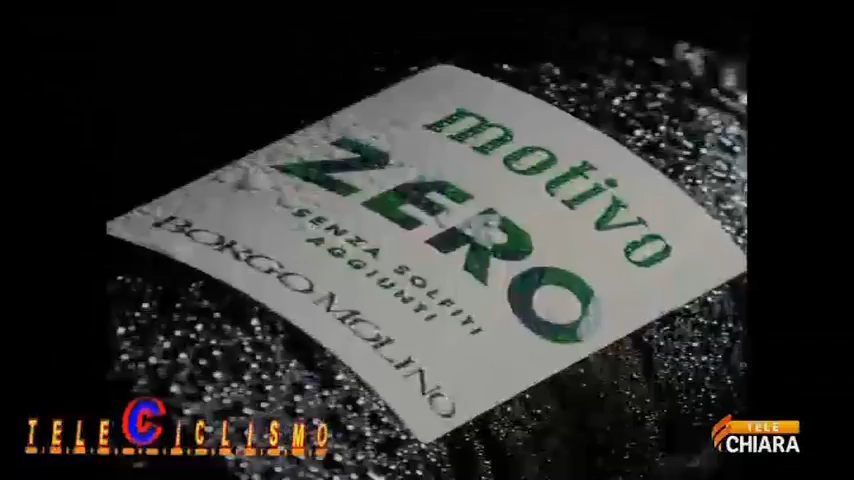 motivo
ZERO
SENZA SOLFITI
AGGIUNTI
BORGO MOLINO
TELECICLISMO
TELE
CHIARA